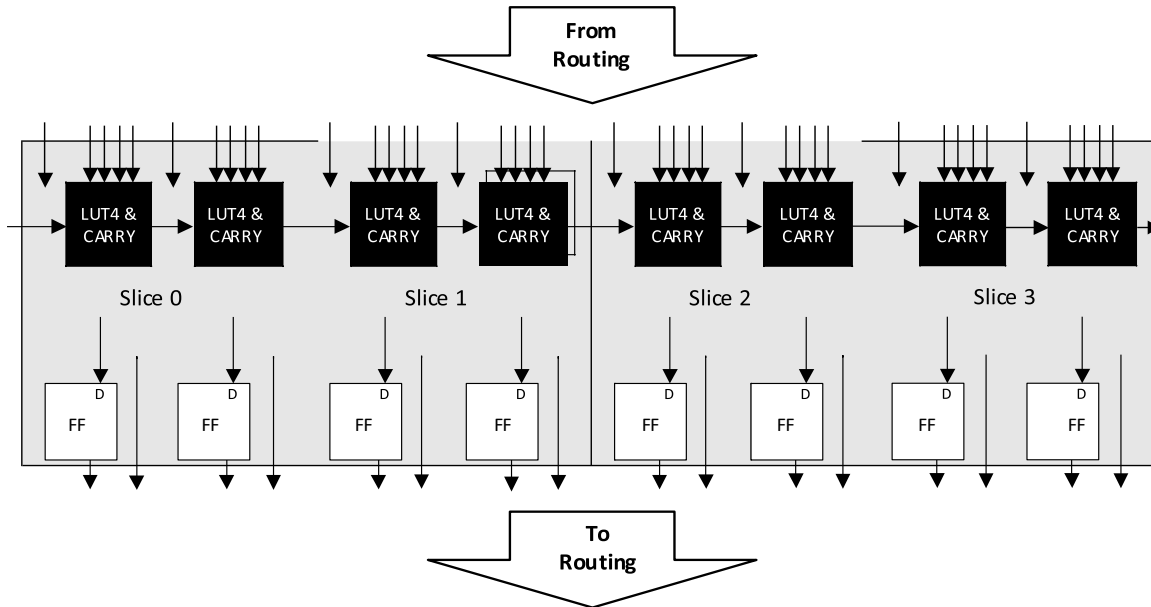 From
Routing
LUT4 &
CARRY
LUT4 &
CARRY
LUT4 &
CARRY
LUT4 &
CARRY
LUT4 &
CARRY
LUT4 &
CARRY
LUT4 &
CARRY
LUT4 &
CARRY
Slice 0
Slice 1
Slice 2
Slice 3
D
FF
D
FF
D
FF
D
FF
D
FF
D
FF
D
FF
D
FF
To
Routing